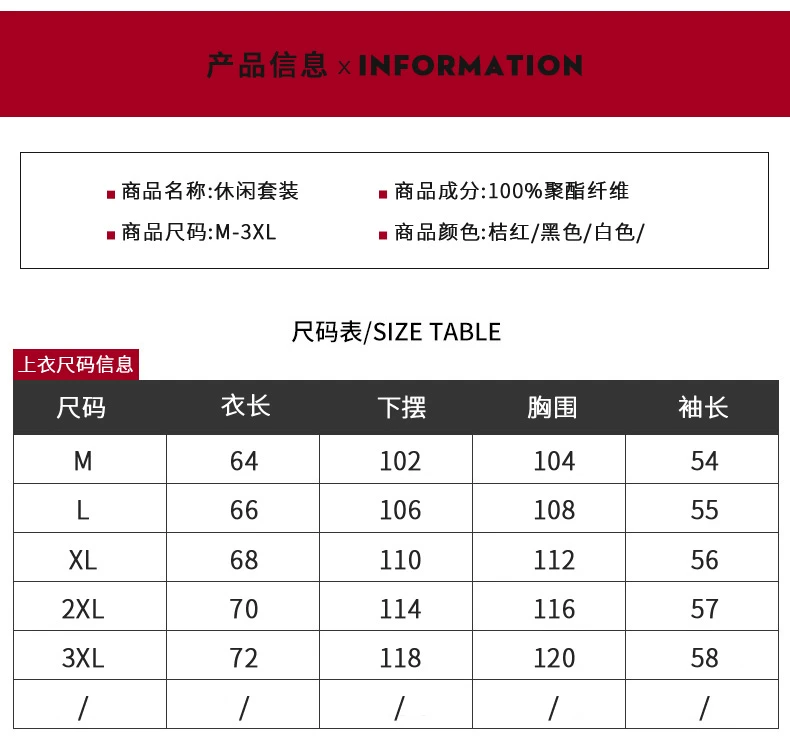 产品信息 x INFORMATION
商品名称:休闲套装 商品成分:100%聚酯纤维
商品尺码:M-3XL 商品颜色:桔红/黑色/白色/
尺码表/SIZE TABLE
上衣尺码信息
尺码 衣长 下摆 胸围 袖长
M 64 102 104 54
L 66 106 108 55
XL 68 110 112 56
2XL 70 114 116 57
3XL 72 118 120 58
/ / / / /